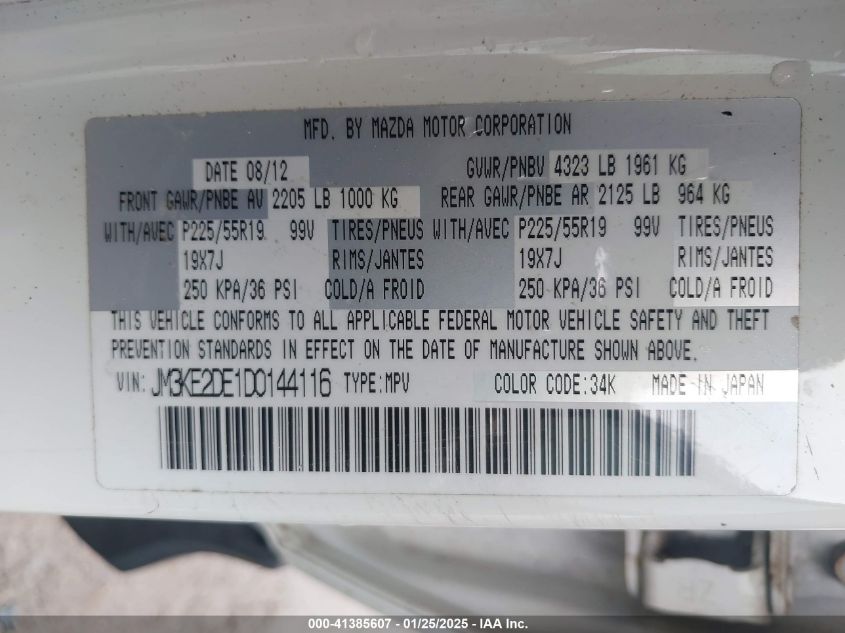 MFD. BY MAZDA MOTOR CORPORATION
DATE 08/12 GVWR/PNBV 4323 LB 1961 KG
FRONT GAWR/PNBE AV 2205 LB 1000 KG REAR GAWR/PNBE AR 2125 LB 964 KG
WITH/AVEC P225/55R19 99V TIRES/PNEUS WITH/AVEC P225/55R19 99V TIRES/PNEUS
19X7J RIMS/JANTES 19X7J RIMS/JANTES
250 KPA/36 PSI COLD/A FROID 250 KPA/36 PSI COLD/A FROID
THIS VEHICLE CONFORMS TO ALL APPLICABLE FEDERAL MOTOR VEHICLE SAFETY AND THEFT
PREVENTION STANDARDS IN EFFECT ON THE DATE OF MANUFACTURE SHOWN ABOVE.
VIN: JM3KE2DE1D0144116 TYPE:MPV COLOR CODE:34K MADE IN JAPAN
000-41385607 - 01/25/2025 - IAAI.com, Inc.